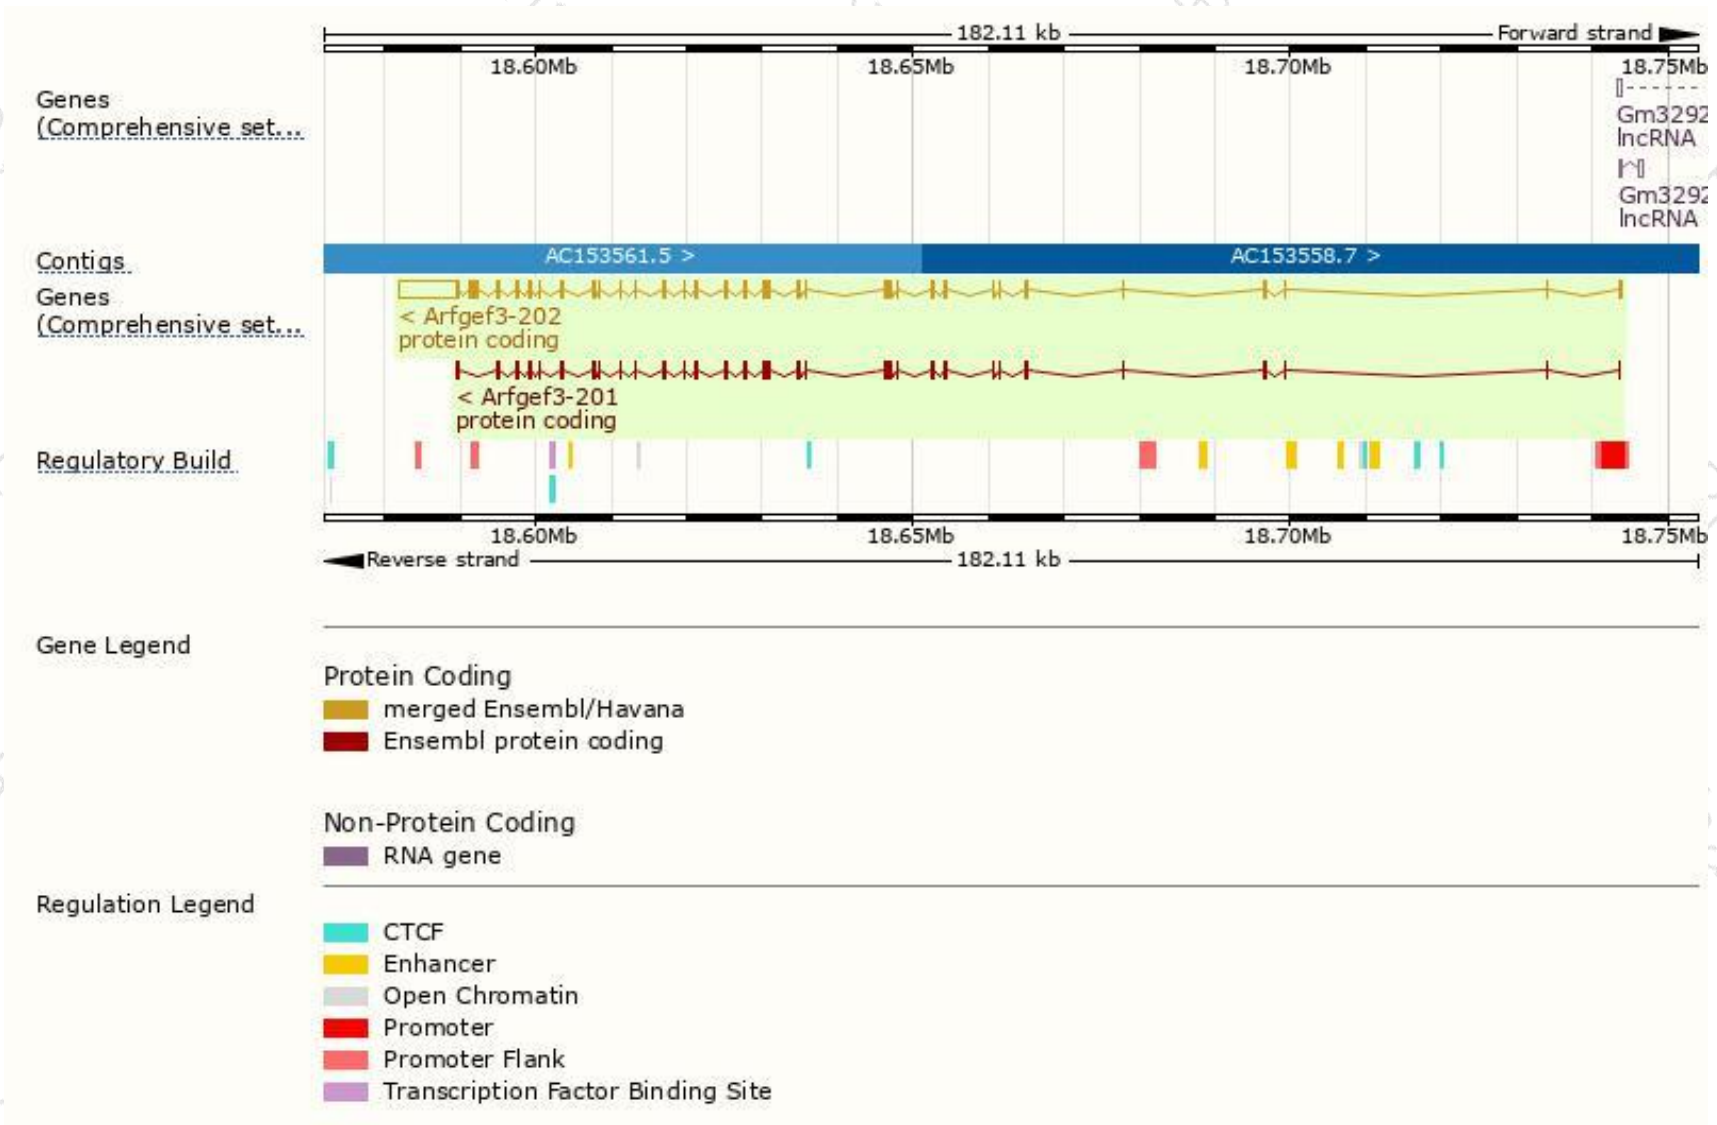 182.11 kb Forward strand
18.60Mb 18.65Mb 18.70Mb 18.75Mb
Genes
(Comprehensive set...
Gm3292
lncRNA
Gm3292
lncRNA
Contigs AC153561.5 > AC153558.7 >
Genes
(Comprehensive set...
< Arfgef3-202
protein coding
< Arfgef3-201
protein coding
Regulatory Build
18.60Mb 18.65Mb 18.70Mb 18.75Mb
Reverse strand 182.11 kb
Gene Legend
Protein Coding
merged Ensembl/Havana
Ensembl protein coding
Non-Protein Coding
RNA gene
Regulation Legend
CTCF
Enhancer
Open Chromatin
Promoter
Promoter Flank
Transcription Factor Binding Site